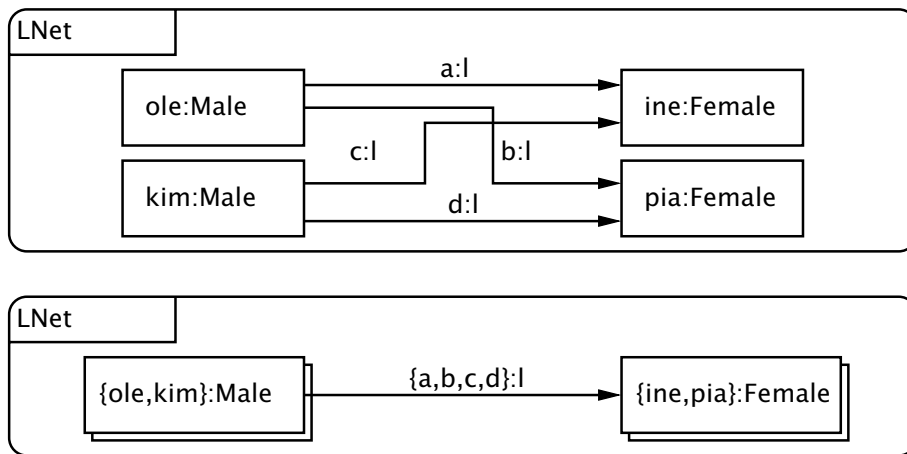 LNet
a:l
ole:Male
ine:Female
c:l
b:l
kim:Male
pia:Female
d:l
LNet
{ole,kim}:Male
{a,b,c,d}:l
{ine,pia}:Female